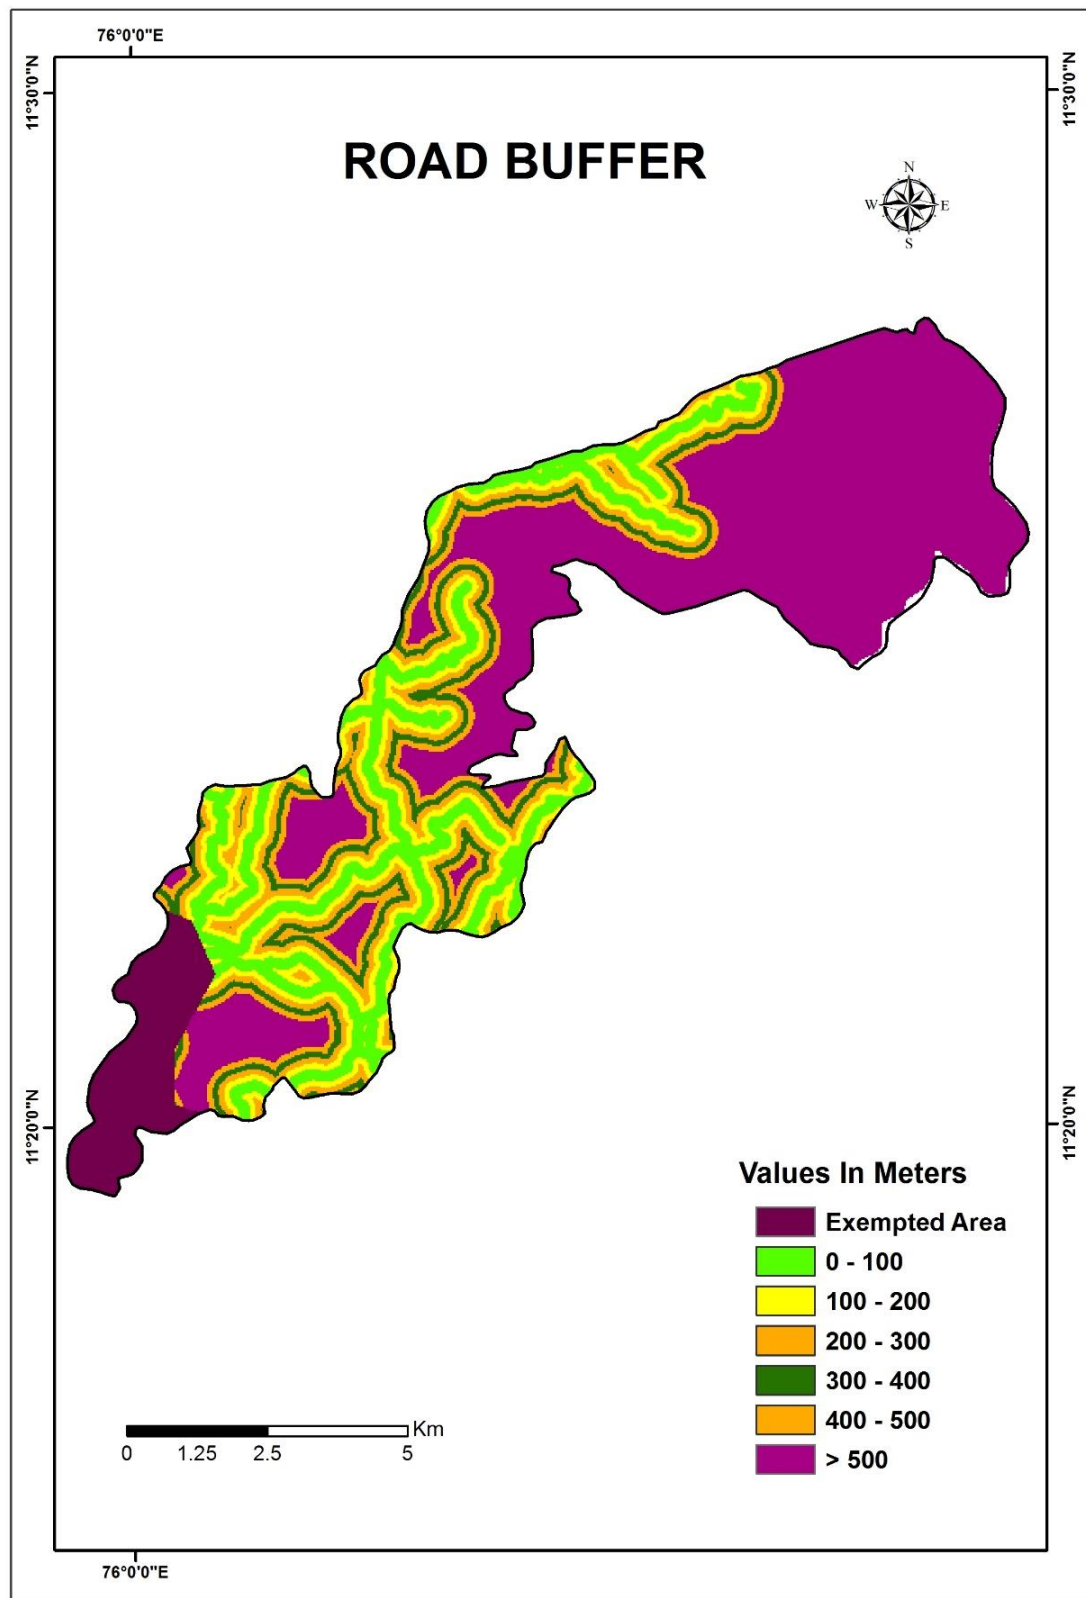 76°0'0"E
11°30'0"N
11°30'0"N
ROAD BUFFER
N
W
E
S
11°20'0"N
11°20'0"N
Values In Meters
Exempted Area
0 - 100
100 - 200
200 - 300
300 - 400
400 - 500
> 500
Km
0 1.25 2.5 5
76°0'0"E